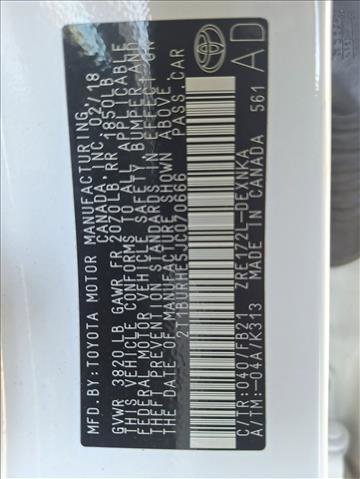 MFD.BY:TOYOTA MOTOR MANUFACTURING,
CANADA,INC. 02/18
GVWR 3820LB GAWR FR 2070LB RR 1850LB
THIS VEHICLE CONFORMS TO ALL APPLICABLE
FEDERAL MOTOR VEHICLE SAFETY, BUMPER, AND
THEFT PREVENTION STANDARDS IN EFFECT ON
THE DATE OF MANUFACTURE SHOWN ABOVE.
2T1BURHE5JC070666 PASS.CAR
C/TR:040/FB21 ZRE172L-DEXNKA
A/TM:-04A/K313 MADE IN CANADA 561
AD